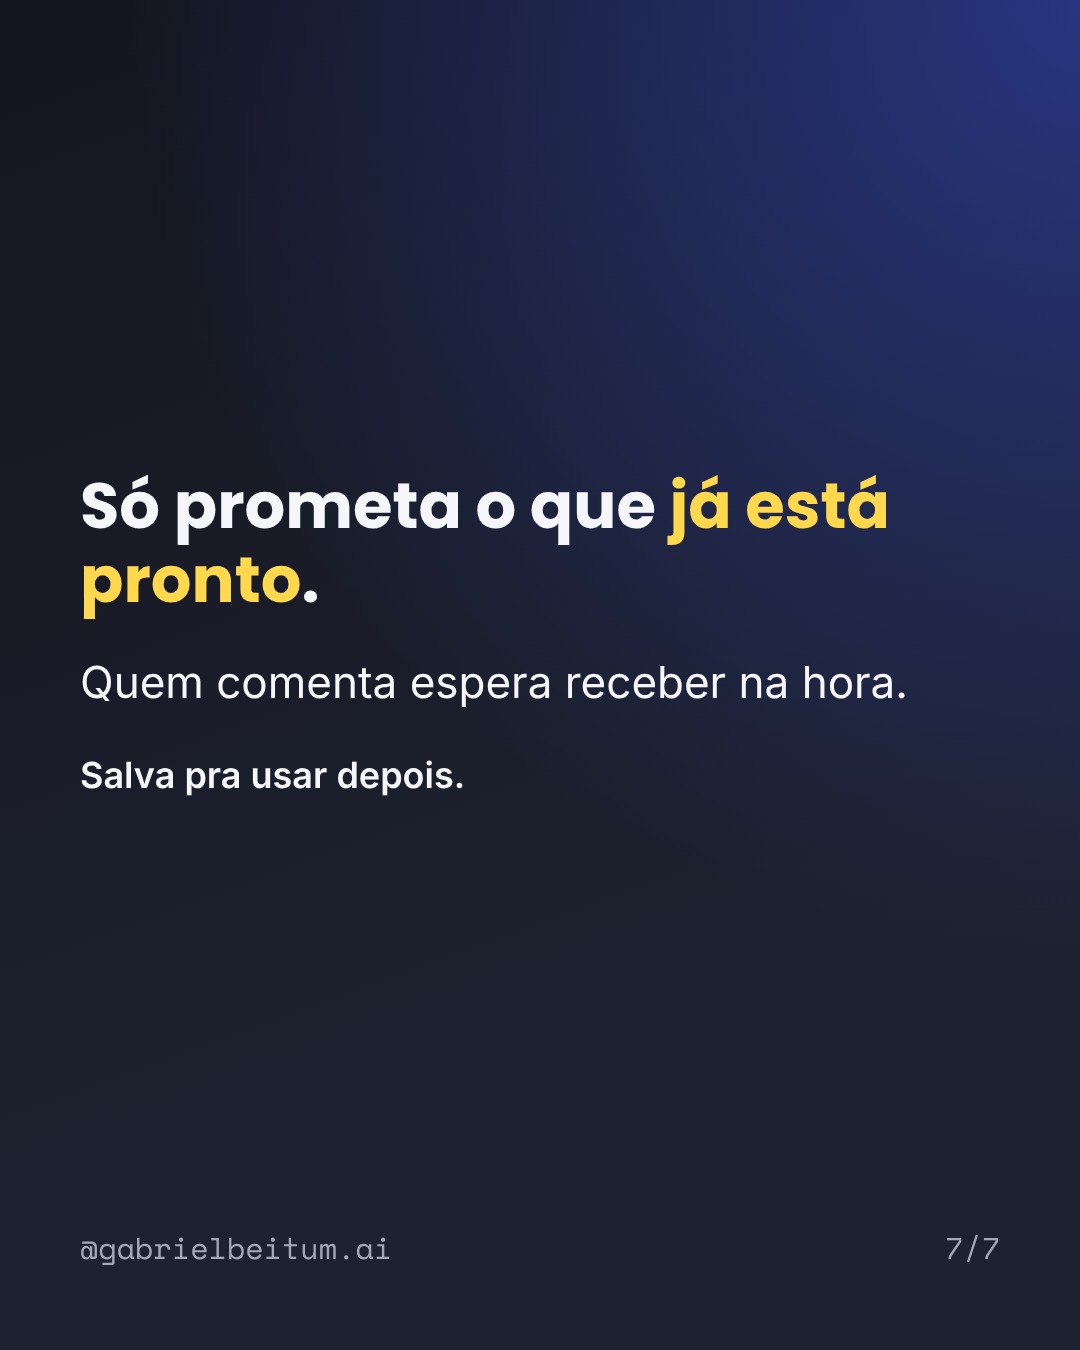 Só prometa o que já está
pronto.
Quem comenta espera receber na hora.
Salva pra usar depois.
@gabrielbeitum.ai
7/7